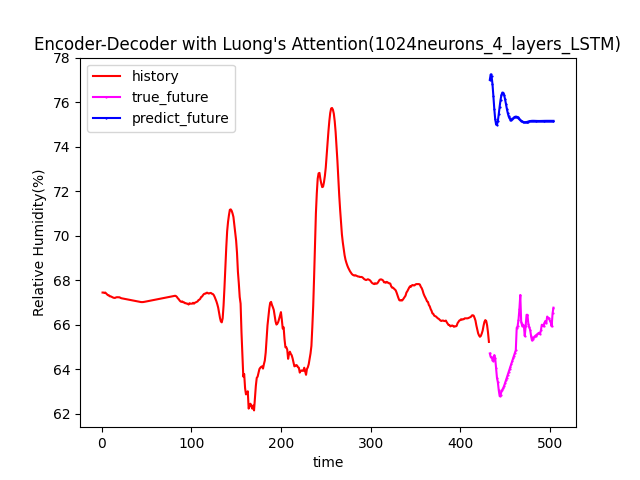 Encoder-Decoder with Luong's Attention(1024neurons_4_layers_LSTM)
history
true_future
predict_future
Relative Humidity(%)
78
76
74
72
70
68
66
64
62
0 100 200 300 400 500
time